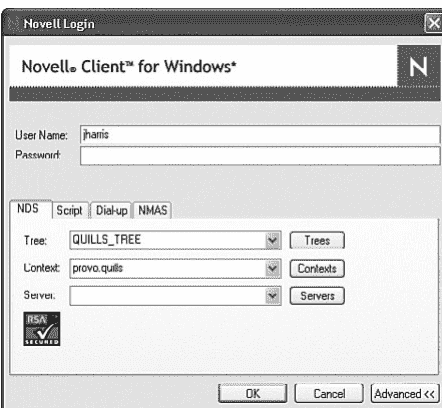 Novell Login
Novell® Client™ for Windows*
N
User Name: jharris
Password:
NDS Script Dial-up NMAS
Tree: QUILLS_TREE Trees
Context: provo.quills Contexts
Server: Servers
RSA
SECURED
OK Cancel Advanced <<